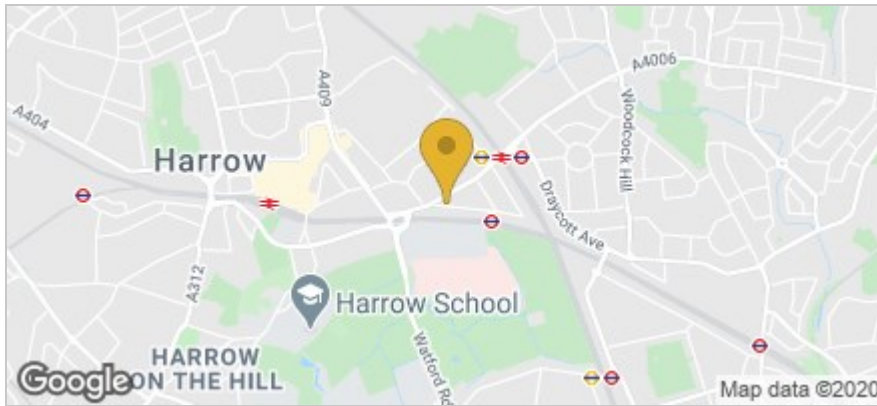 A4006
A409
A404
Woodcock Hill
Harrow
Draycott Ave
A312
Harrow School
Watford Rd
HARROW
ON THE HILL
Google
Map data ©2020